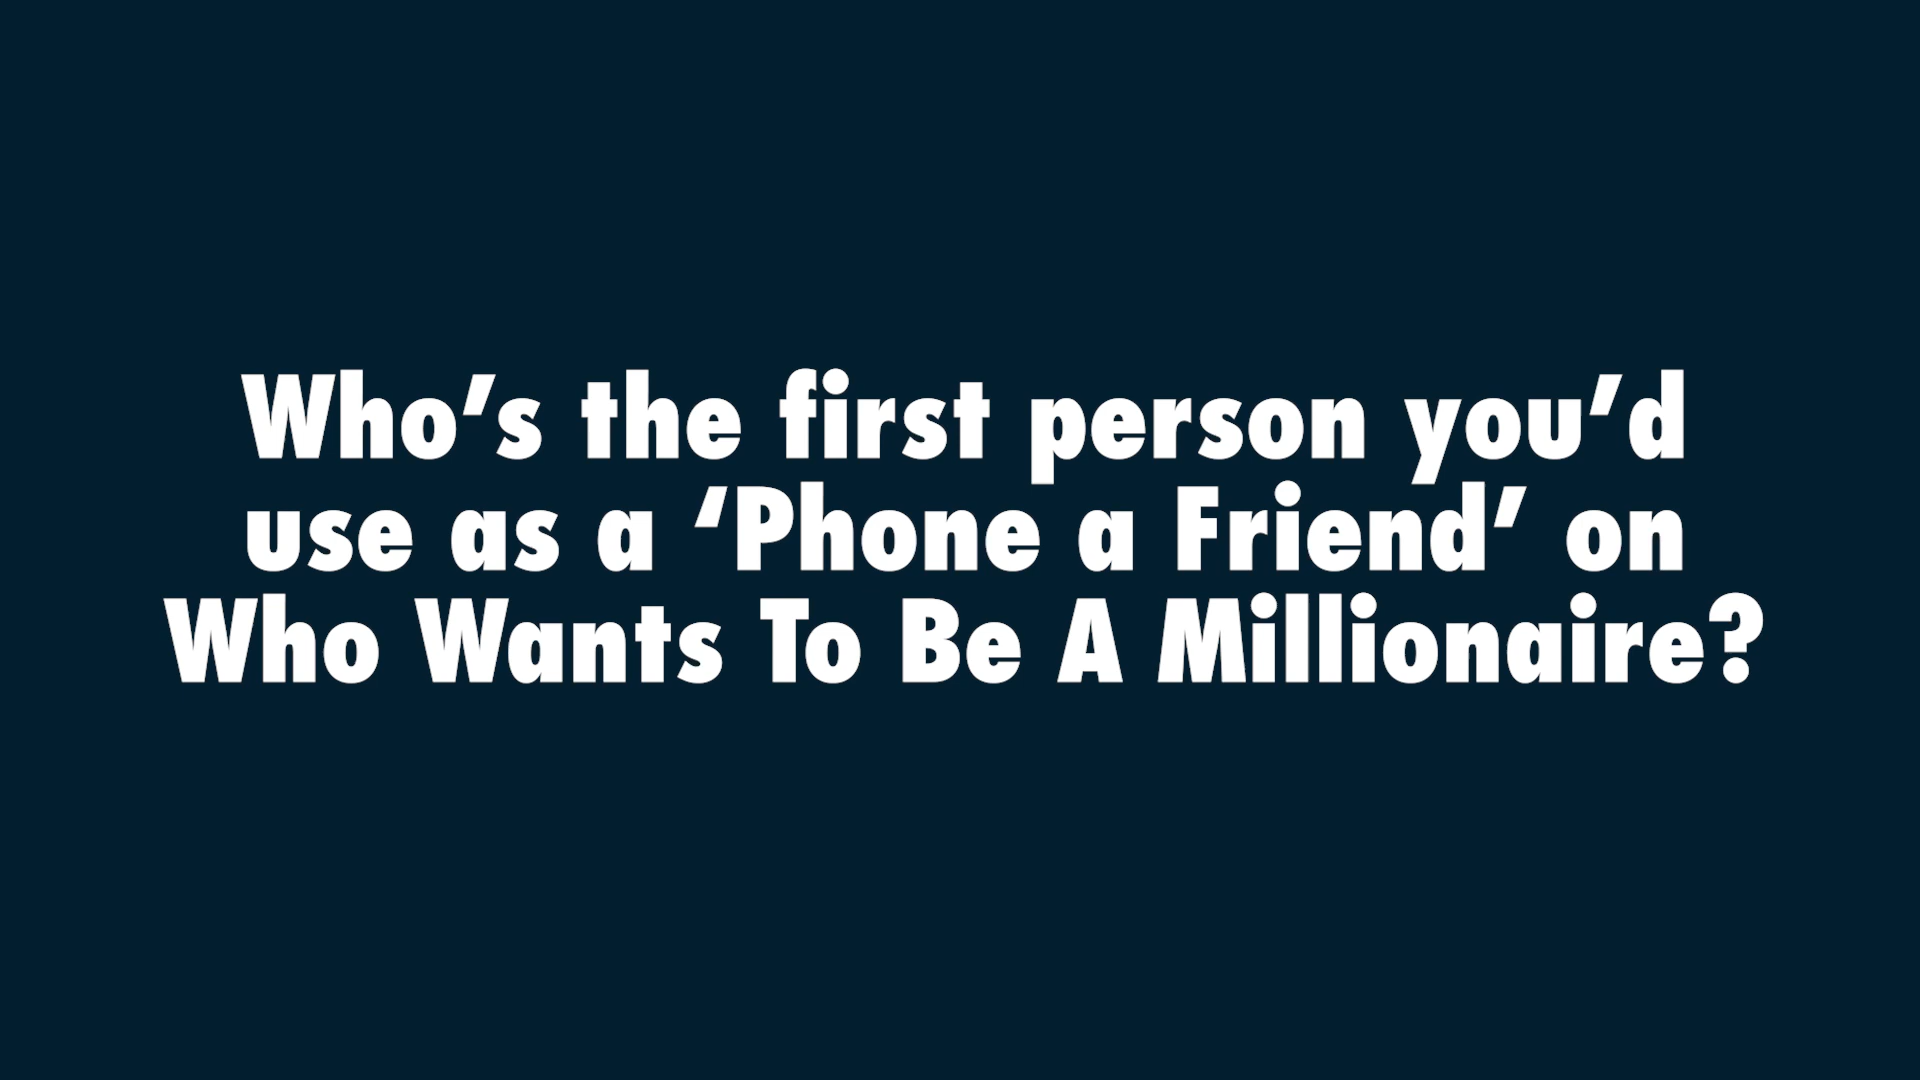 Who’s the first person you’d
use as a ‘Phone a Friend’ on
Who Wants To Be A Millionaire?